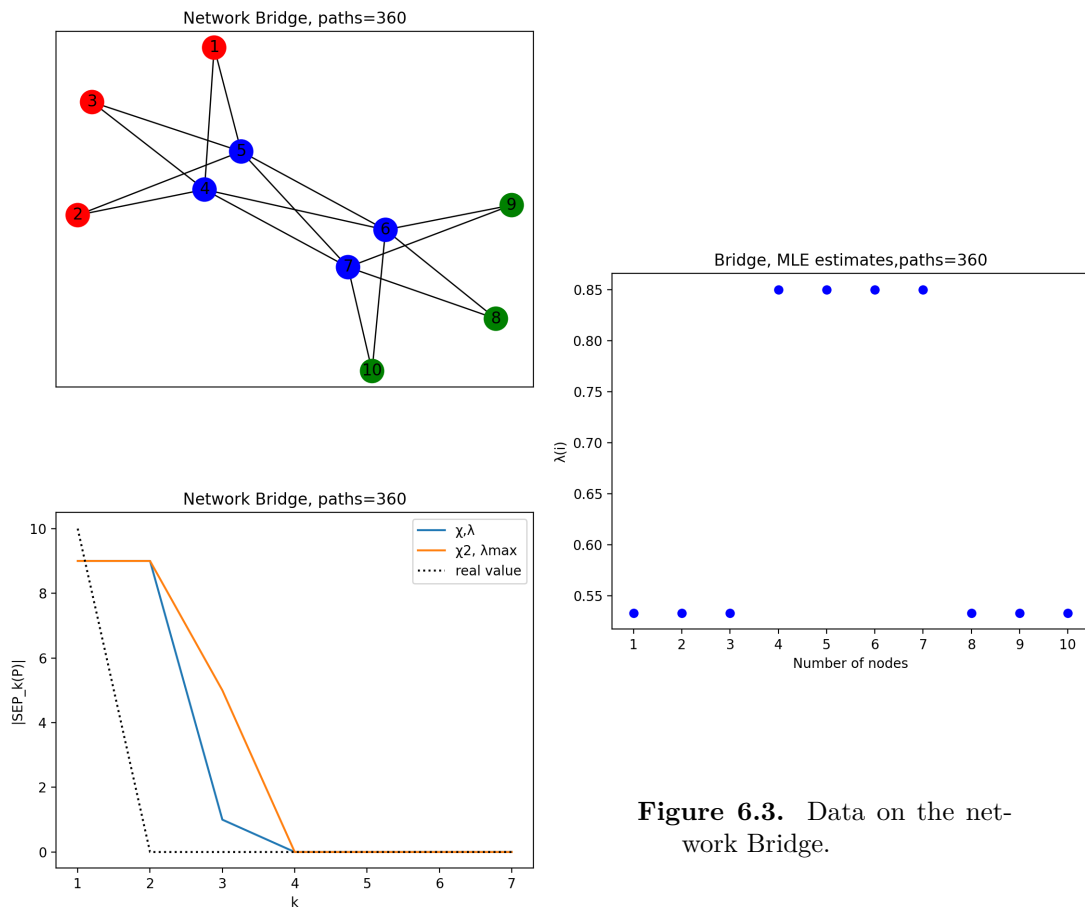 Network Bridge, paths=360
1
3
5
4
2
9
6
7
8
10
Bridge, MLE estimates,paths=360
0.85
0.80
0.75
0.70
0.65
0.60
0.55
λ(i)
1 2 3 4 5 6 7 8 9 10
Number of nodes
Network Bridge, paths=360
χ,λ
χ2, λmax
real value
10
8
6
4
2
0
|SEP_k(P)|
1 2 3 4 5 6 7
k
Figure 6.3. Data on the net-
work Bridge.